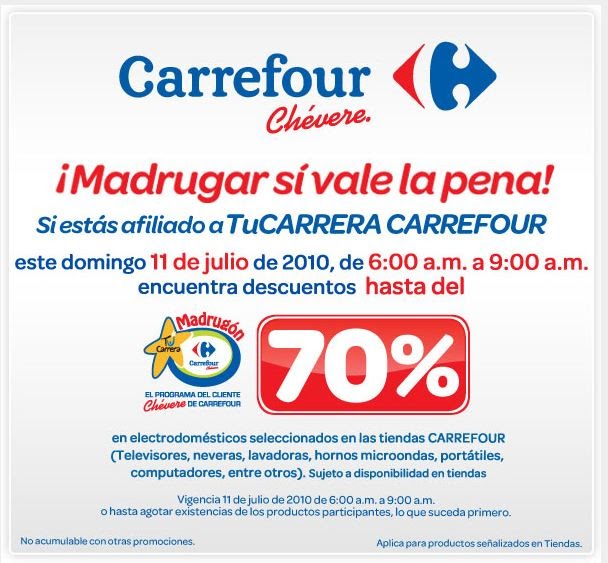 Carrefour
Chévere.
¡Madrugar sí vale la pena!
Si estás afiliado a TuCARRERA CARREFOUR
este domingo 11 de julio de 2010, de 6:00 a.m. a 9:00 a.m.
encuentra descuentos hasta del
Madrugón
Tu
Carrera
Carrefour
Chévere
EL PROGRAMA DEL CLIENTE
Chévere DE CARREFOUR
70%
en electrodomésticos seleccionados en las tiendas CARREFOUR
(Televisores, neveras, lavadoras, hornos microondas, portátiles,
computadores, entre otros). Sujeto a disponibilidad en tiendas
Vigencia 11 de julio de 2010 de 6:00 a.m. a 9:00 a.m.
o hasta agotar existencias de los productos participantes, lo que suceda primero.
No acumulable con otras promociones.
Aplica para productos señalizados en Tiendas.